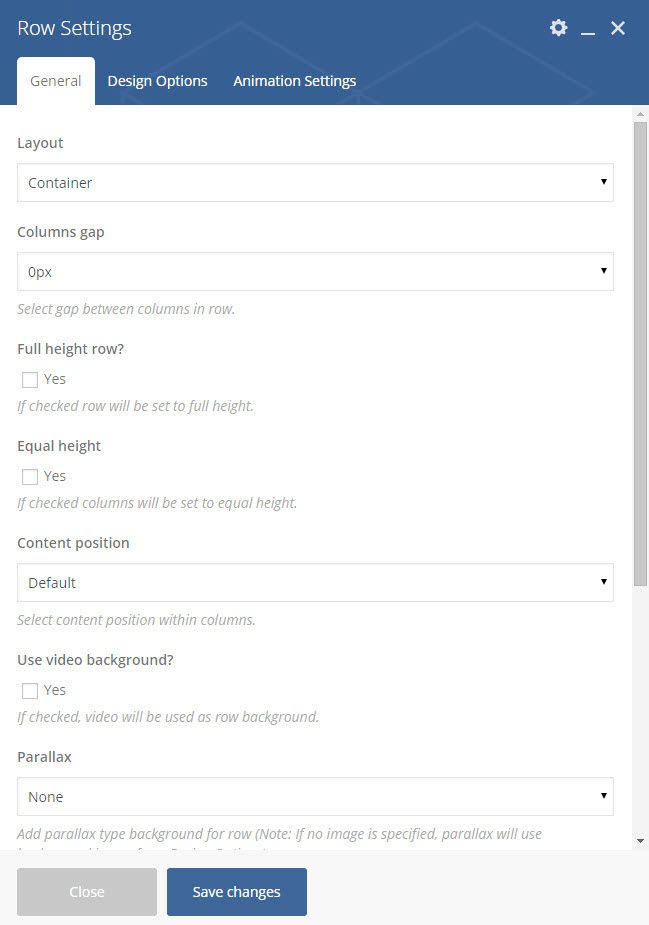 Row Settings
General Design Options Animation Settings
Layout
Container
Columns gap
0px
Select gap between columns in row.
Full height row?
Yes
If checked row will be set to full height.
Equal height
Yes
If checked columns will be set to equal height.
Content position
Default
Select content position within columns.
Use video background?
Yes
If checked, video will be used as row background.
Parallax
None
Add parallax type background for row (Note: If no image is specified, parallax will use
Close Save changes